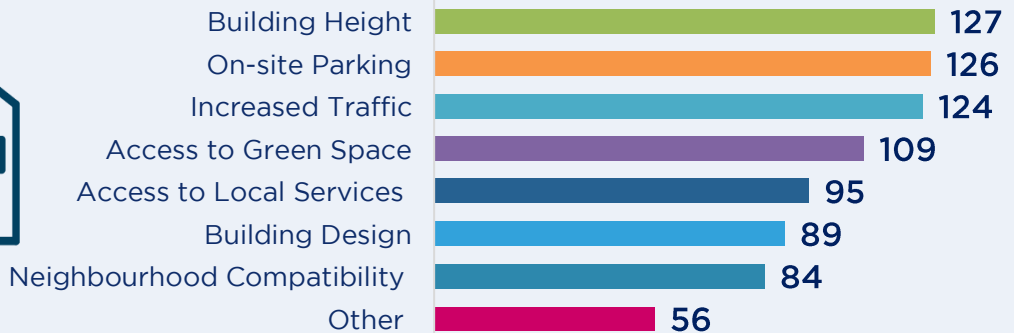 Building Height 127
On-site Parking 126
Increased Traffic 124
Access to Green Space 109
Access to Local Services 95
Building Design 89
Neighbourhood Compatibility 84
Other 56